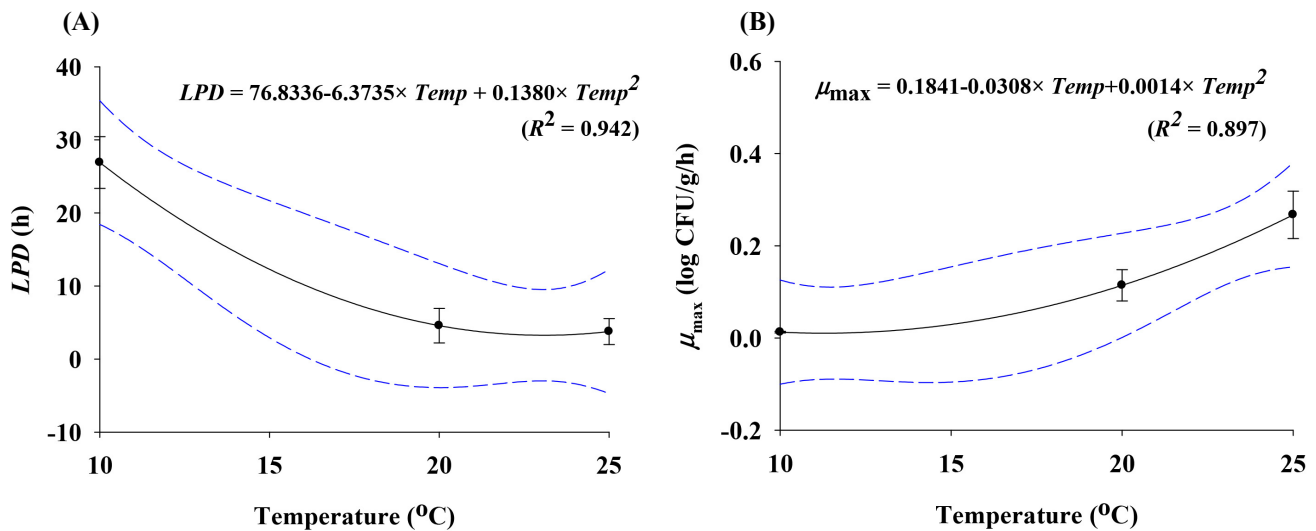 (A)
LPD = 76.8336-6.3735× Temp + 0.1380× Temp²
(R² = 0.942)
40
30
20
10
0
-10
LPD (h)
10
15
20
25
Temperature (⁰C)
(B)
μmax = 0.1841-0.0308× Temp+0.0014× Temp²
(R² = 0.897)
0.6
0.4
0.2
0.0
-0.2
μmax (log CFU/g/h)
10
15
20
25
Temperature (⁰C)